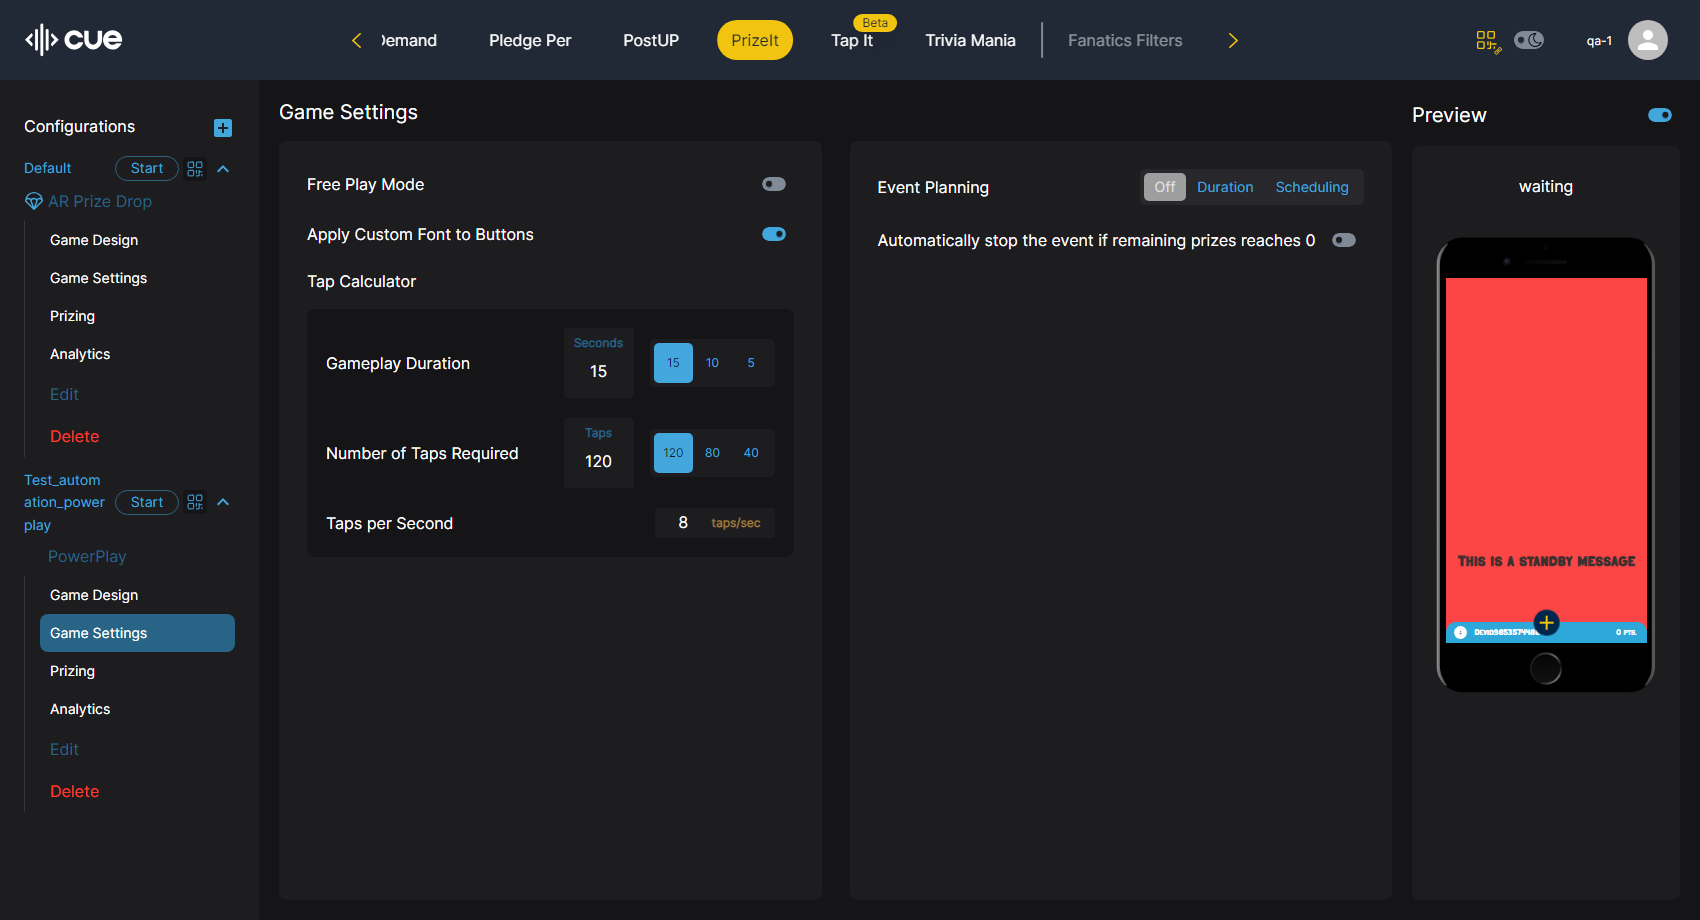 cue
Demand
Pledge Per
PostUP
PrizeIt
Beta
Tap It
Trivia Mania
Fanatics Filters
qa-1
Configurations
Default
Start
AR Prize Drop
Game Design
Game Settings
Prizing
Analytics
Edit
Delete
Test_autom
ation_power
play
Start
PowerPlay
Game Design
Game Settings
Prizing
Analytics
Edit
Delete
Game Settings
Free Play Mode
Apply Custom Font to Buttons
Tap Calculator
Gameplay Duration
Seconds
15
15 10 5
Number of Taps Required
Taps
120
120 80 40
Taps per Second
8 taps/sec
Event Planning
Off Duration Scheduling
Automatically stop the event if remaining prizes reaches 0
Preview
waiting
This is a standby message
0 pts.